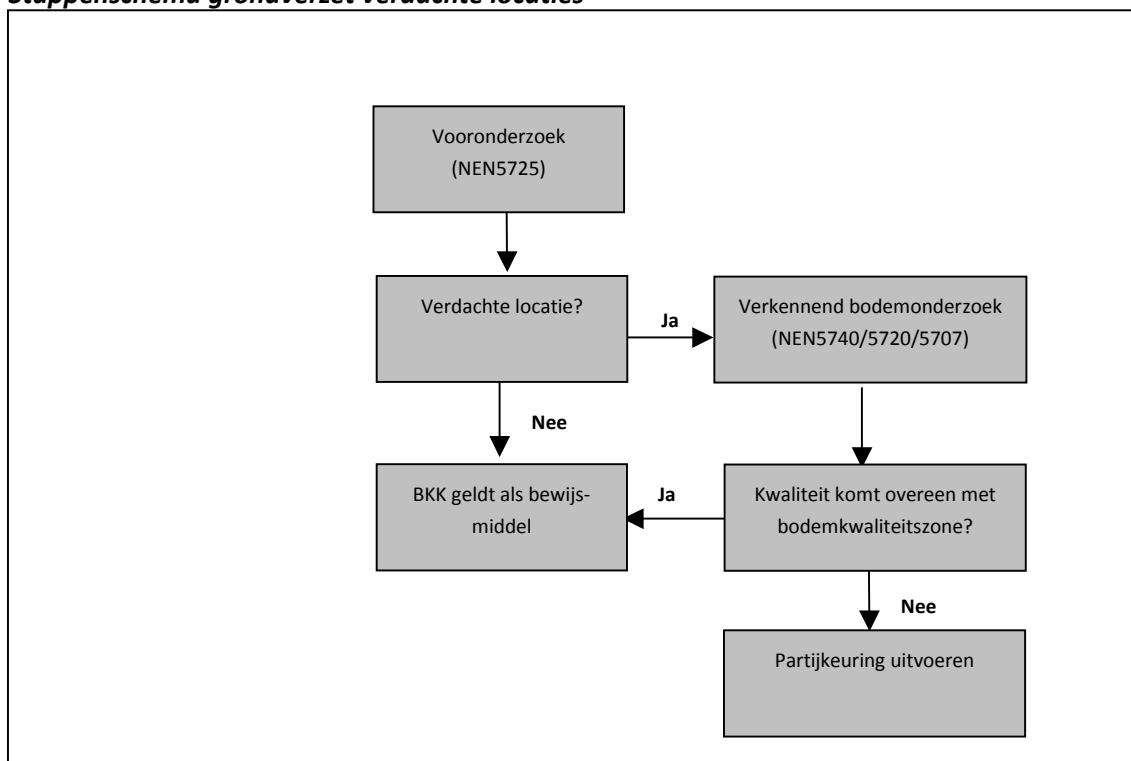 Stappenschema grondverzet verdachte locaties
Vooronderzoek
(NEN5725)
Verdachte locatie?
Ja
Verkennend bodemonderzoek
(NEN5740/5720/5707)
Nee
BKK geldt als bewijs-
middel
Ja
Kwaliteit komt overeen met
bodemkwaliteitszone?
Nee
Partijkeuring uitvoeren